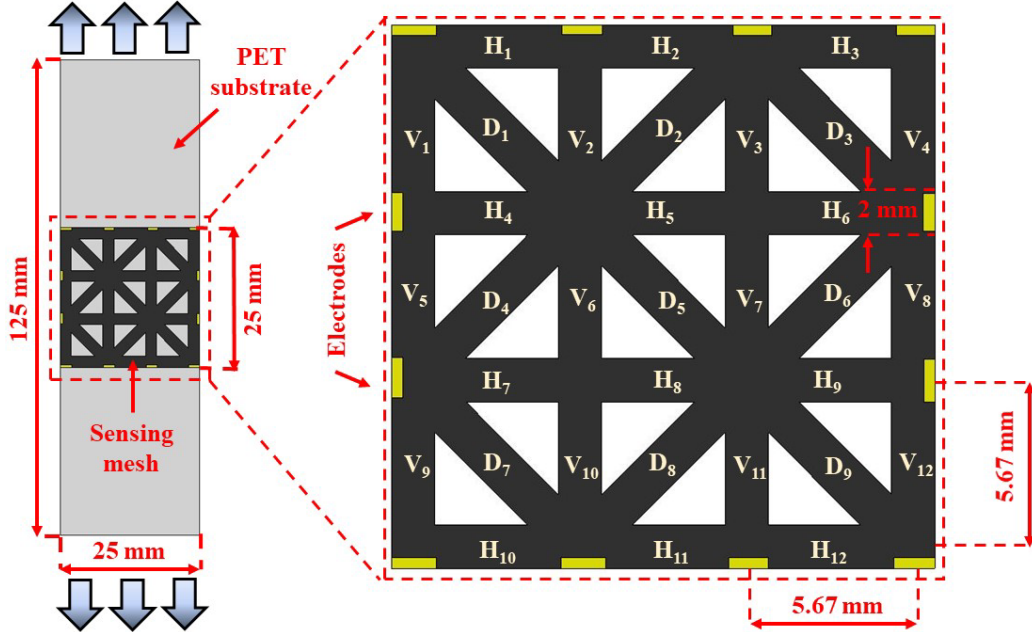 PET
substrate
125 mm
25 mm
Sensing
mesh
25 mm
Electrodes
H₁ H₂ H₃
V₁ D₁ V₂ D₂ V₃ D₃ V₄
H₄ H₅ H₆ 2 mm
V₅ D₄ V₆ D₅ V₇ D₆ V₈
H₇ H₈ H₉
V₉ D₇ V₁₀ D₈ V₁₁ D₉ V₁₂
H₁₀ H₁₁ H₁₂
5.67 mm
5.67 mm